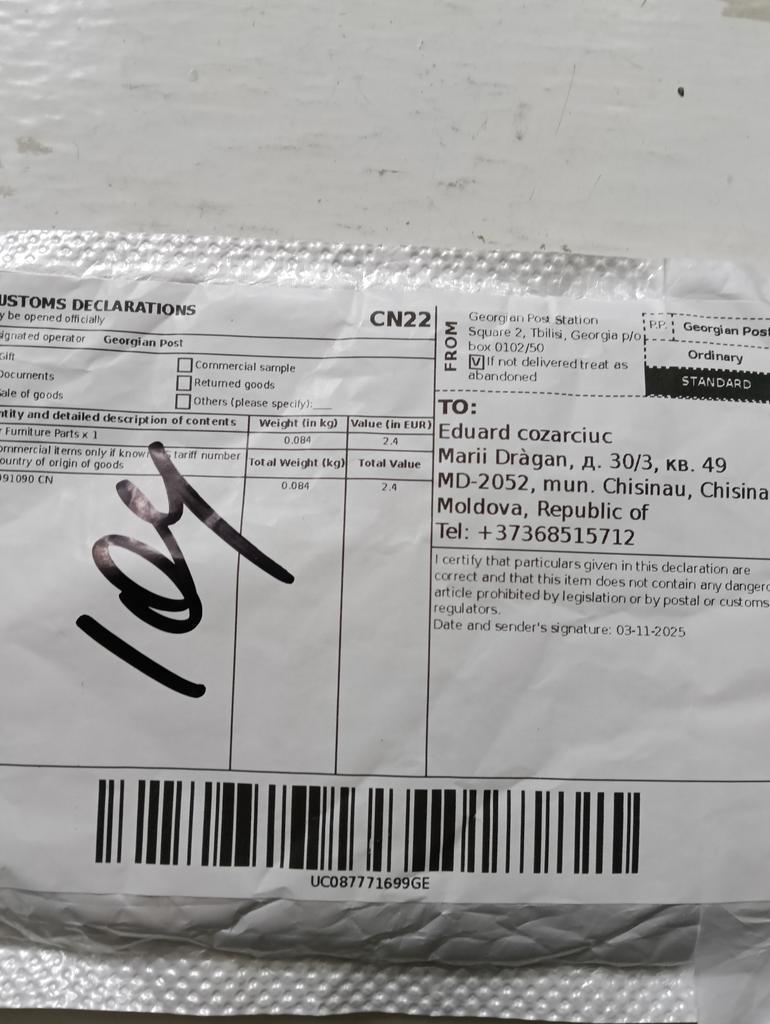 USTOMS DECLARATIONS
y be opened officially
CN22
ignated operator Georgian Post
Gift
Commercial sample
Documents
Returned goods
ale of goods
Others (please specify):___
ntity and detailed description of contents
Weight (in kg)
Value (in EUR)
Furniture Parts x 1
0.084
2.4
ommercial items only if known
tariff number
ountry of origin of goods
Total Weight (kg)
Total Value
91090 CN
0.084
2.4
FROM
Georgian Post Station
Square 2, Tbilisi, Georgia p/o
box 0102/50
V If not delivered treat as
abandoned
P.P.
Georgian Post
Ordinary
STANDARD
TO:
Eduard cozarciuc
Marii Dràgan, д. 30/3, кв. 49
MD-2052, mun. Chisinau, Chisina
Moldova, Republic of
Tel: +37368515712
I certify that particulars given in this declaration are
correct and that this item does not contain any dangero
article prohibited by legislation or by postal or customs
regulators.
Date and sender's signature: 03-11-2025
UC087771699GE